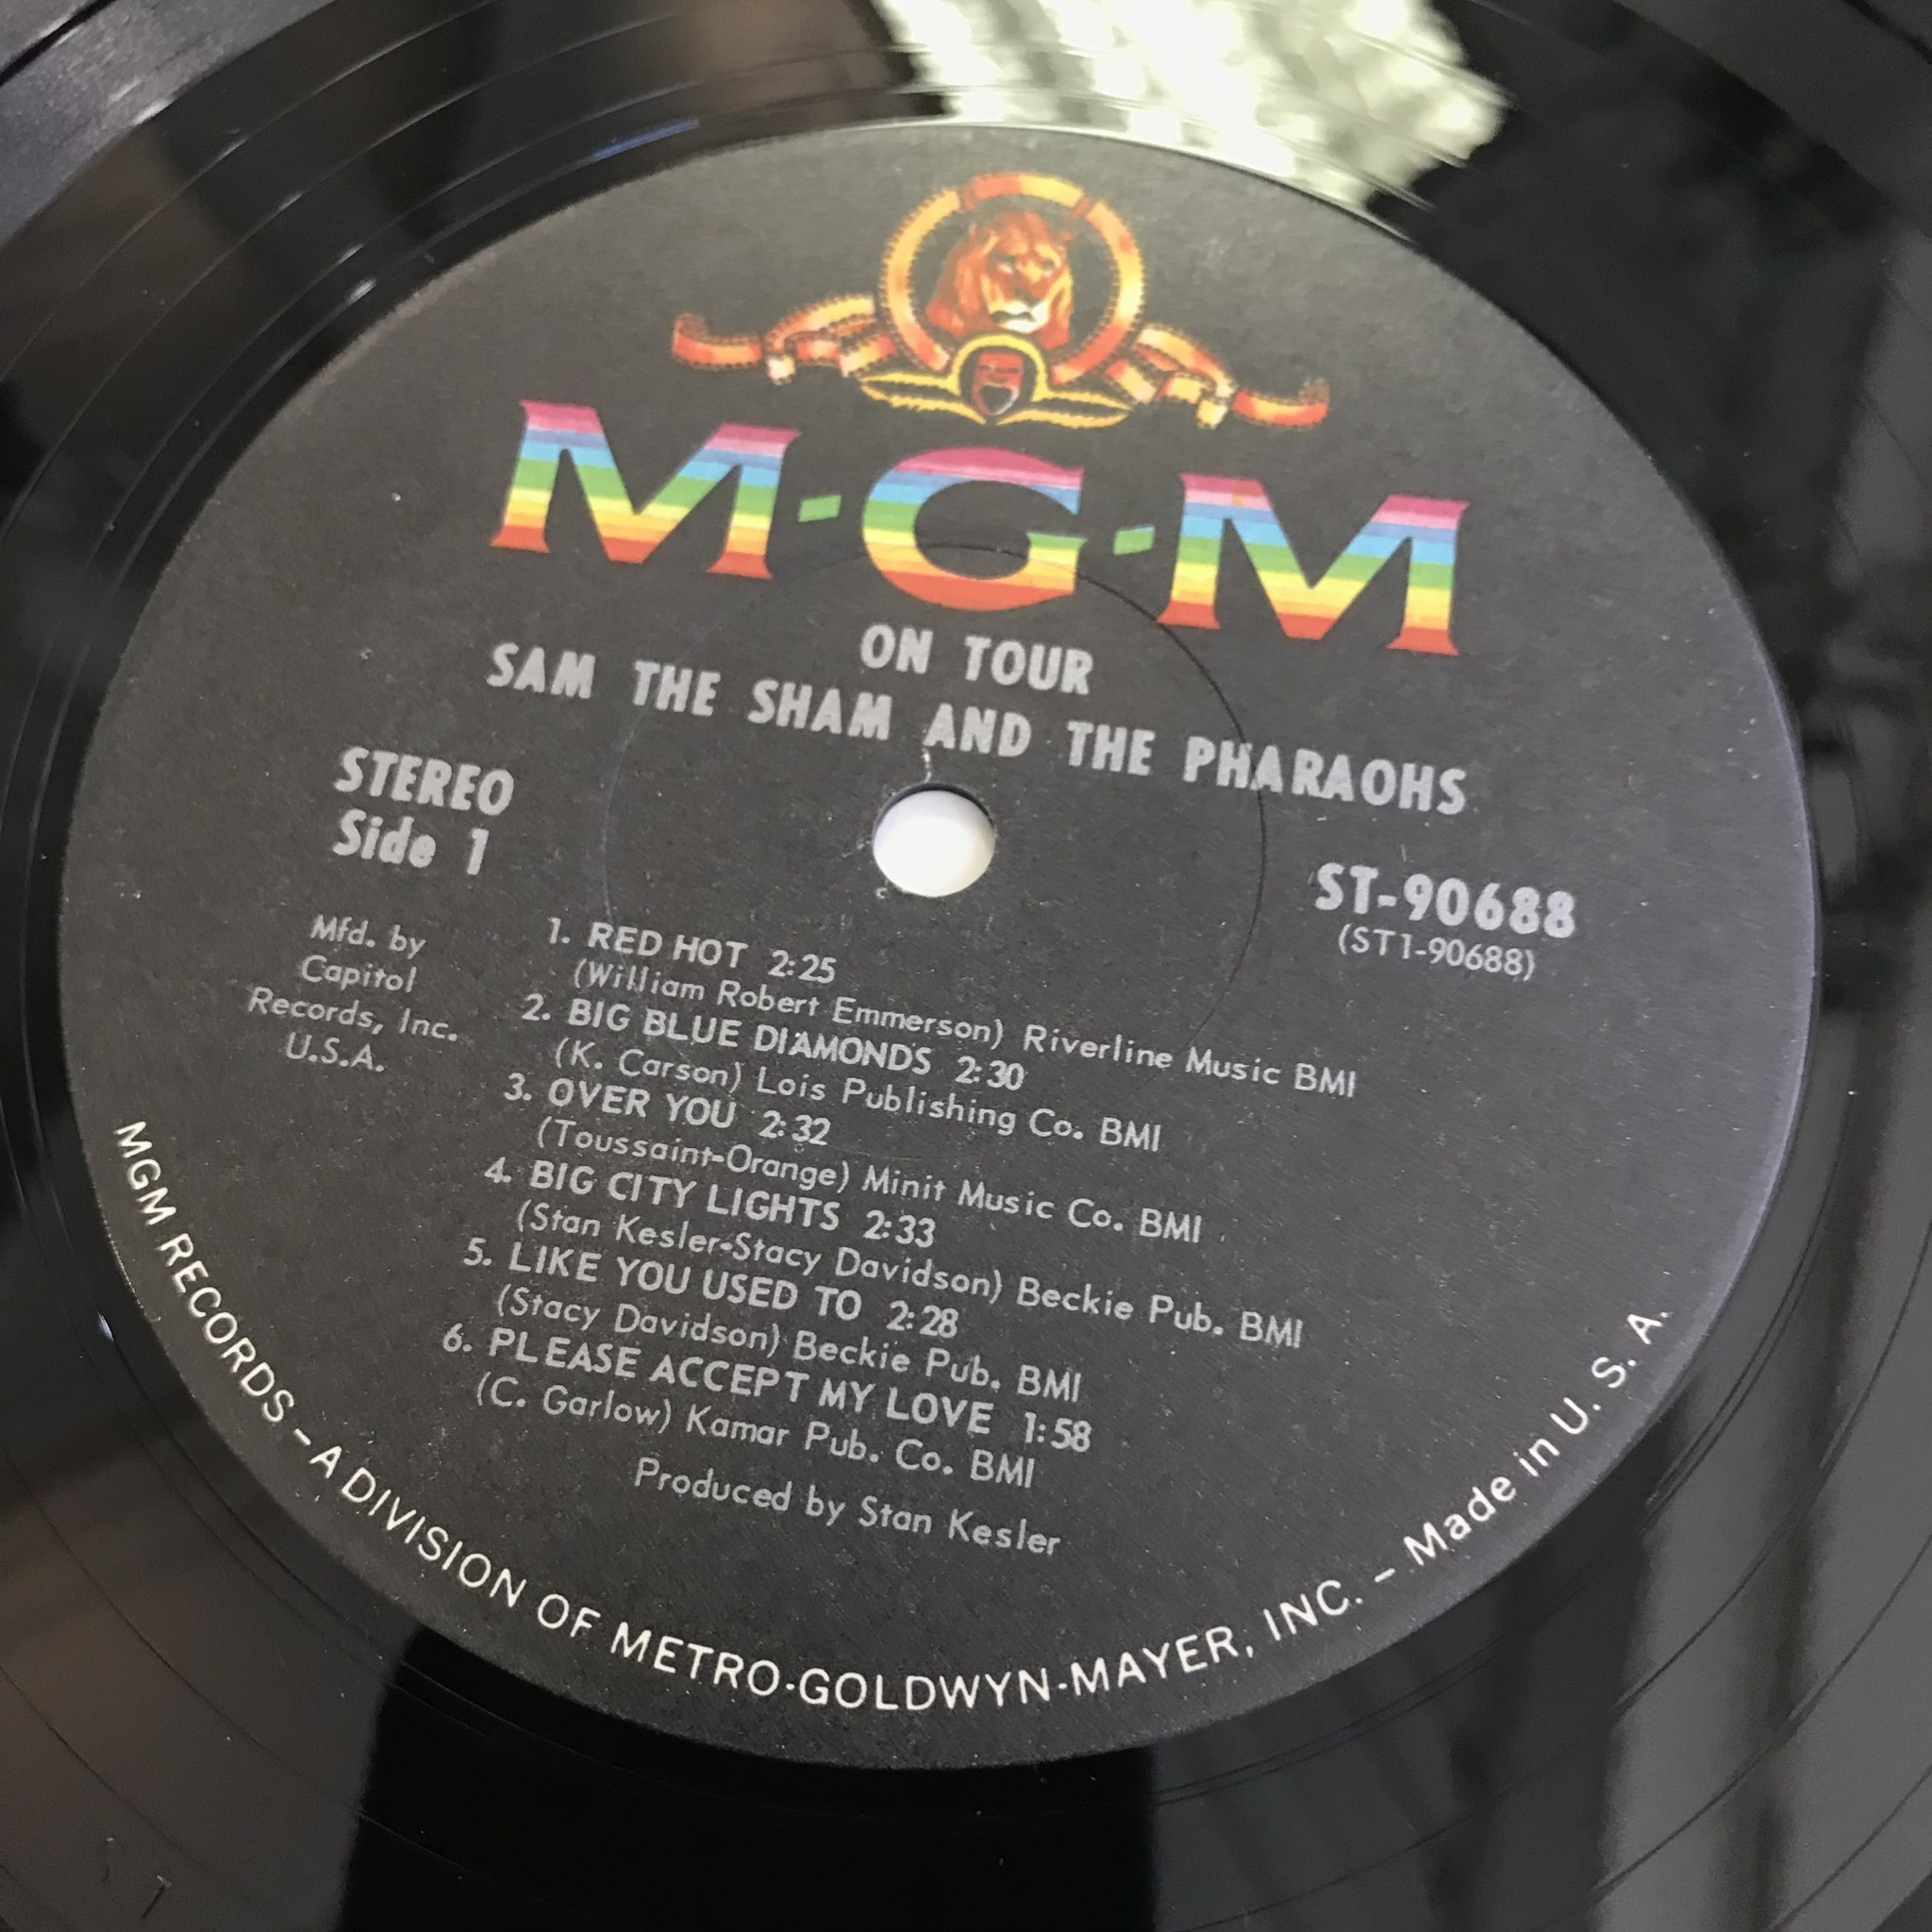 M-G-M
ON TOUR
SAM THE SHAM AND THE PHARAOHS
STEREO
Side 1
ST-90688
(ST1-90688)
Mfd. by
Capitol
Records, Inc.
U.S.A.
1. RED HOT 2:25
(William Robert Emmerson) Riverline Music BMI
2. BIG BLUE DIAMONDS 2:30
(K. Carson) Lois Publishing Co. BMI
3. OVER YOU 2:32
(Toussaint-Orange) Minit Music Co. BMI
4. BIG CITY LIGHTS 2:33
(Stan Kesler-Stacy Davidson) Beckie Pub. BMI
5. LIKE YOU USED TO 2:28
(Stacy Davidson) Beckie Pub. BMI
6. PLEASE ACCEPT MY LOVE 1:58
(C. Garlow) Kamar Pub. Co. BMI
Produced by Stan Kesler
MGM RECORDS – A DIVISION OF METRO-GOLDWYN-MAYER, INC. – Made in U. S. A.